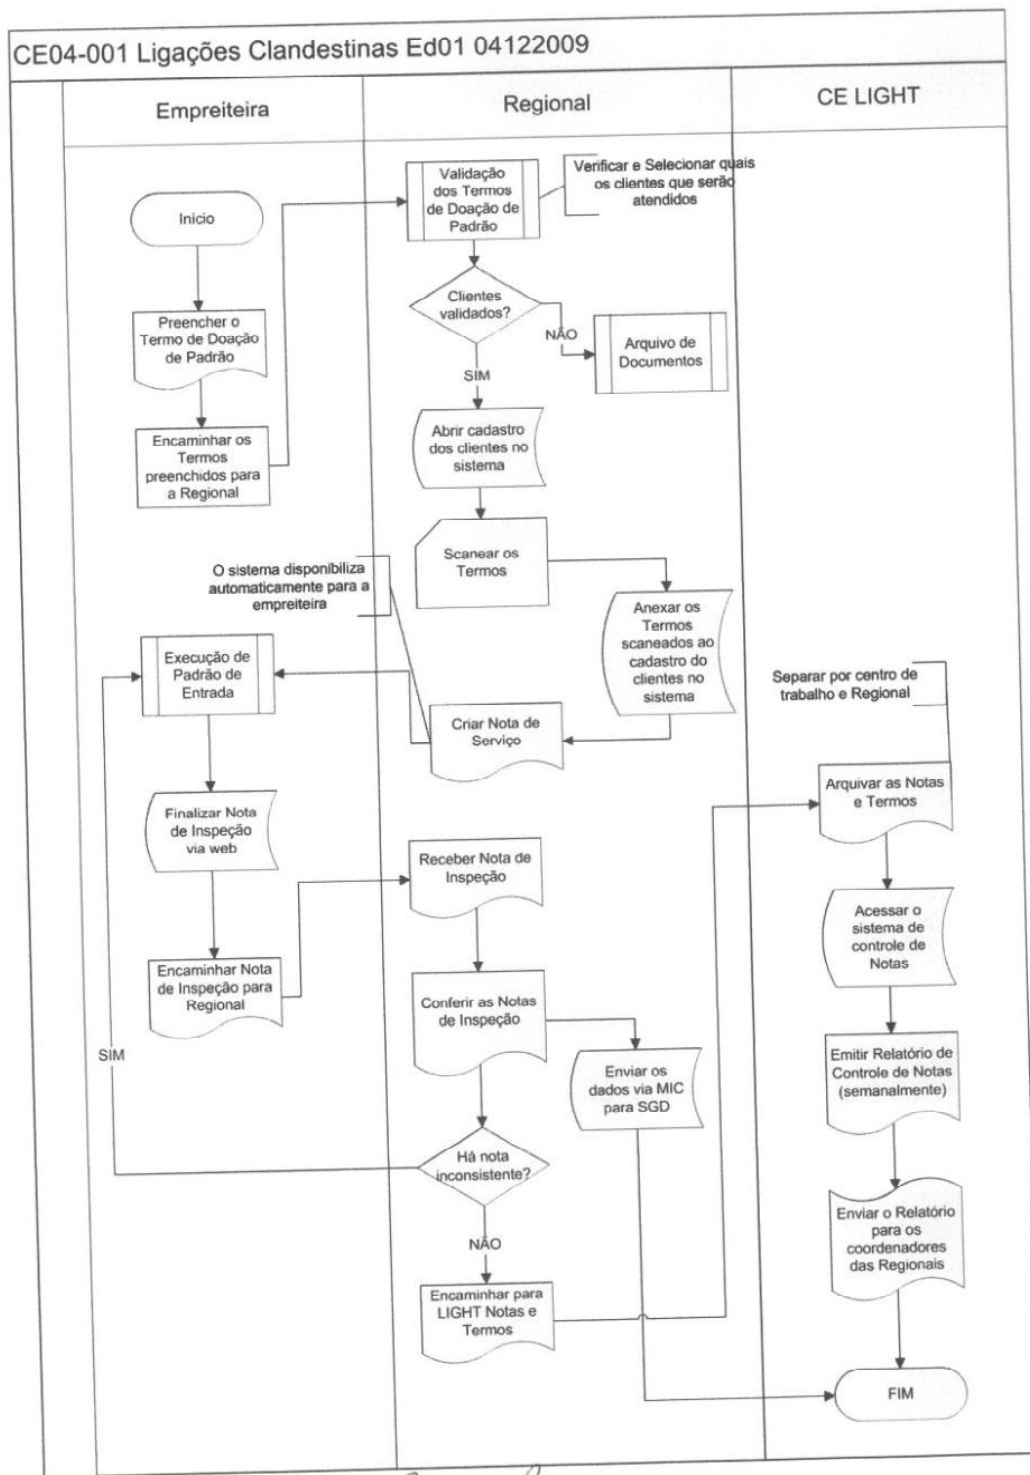 CE04-001 Ligações Clandestinas Ed01 04122009
Empreiteira
Regional
CE LIGHT
Inicio
Preencher o
Termo de Doação
de Padrão
Encaminhar os
Termos
preenchidos para
a Regional
Validação
dos Termos
de Doação de
Padrão
Verificar e Selecionar quais
os clientes que serão
atendidos
Clientes
validados?
NÃO
Arquivo de
Documentos
SIM
Abrir cadastro
dos clientes no
sistema
Scanear os
Termos
Anexar os
Termos
scaneados ao
cadastro do
clientes no
sistema
Criar Nota de
Serviço
O sistema disponibiliza
automaticamente para a
empreiteira
Execução de
Padrão de
Entrada
Finalizar Nota
de Inspeção
via web
Encaminhar Nota
de Inspeção para
Regional
SIM
Receber Nota de
Inspeção
Conferir as Notas
de Inspeção
Enviar os
dados via MIC
para SGD
Há nota
inconsistente?
NÃO
Encaminhar para
LIGHT Notas e
Termos
Separar por centro de
trabalho e Regional
Arquivar as Notas
e Termos
Acessar o
sistema de
controle de
Notas
Emitir Relatório de
Controle de Notas
(semanalmente)
Enviar o Relatório
para os
coordenadores
das Regionais
FIM